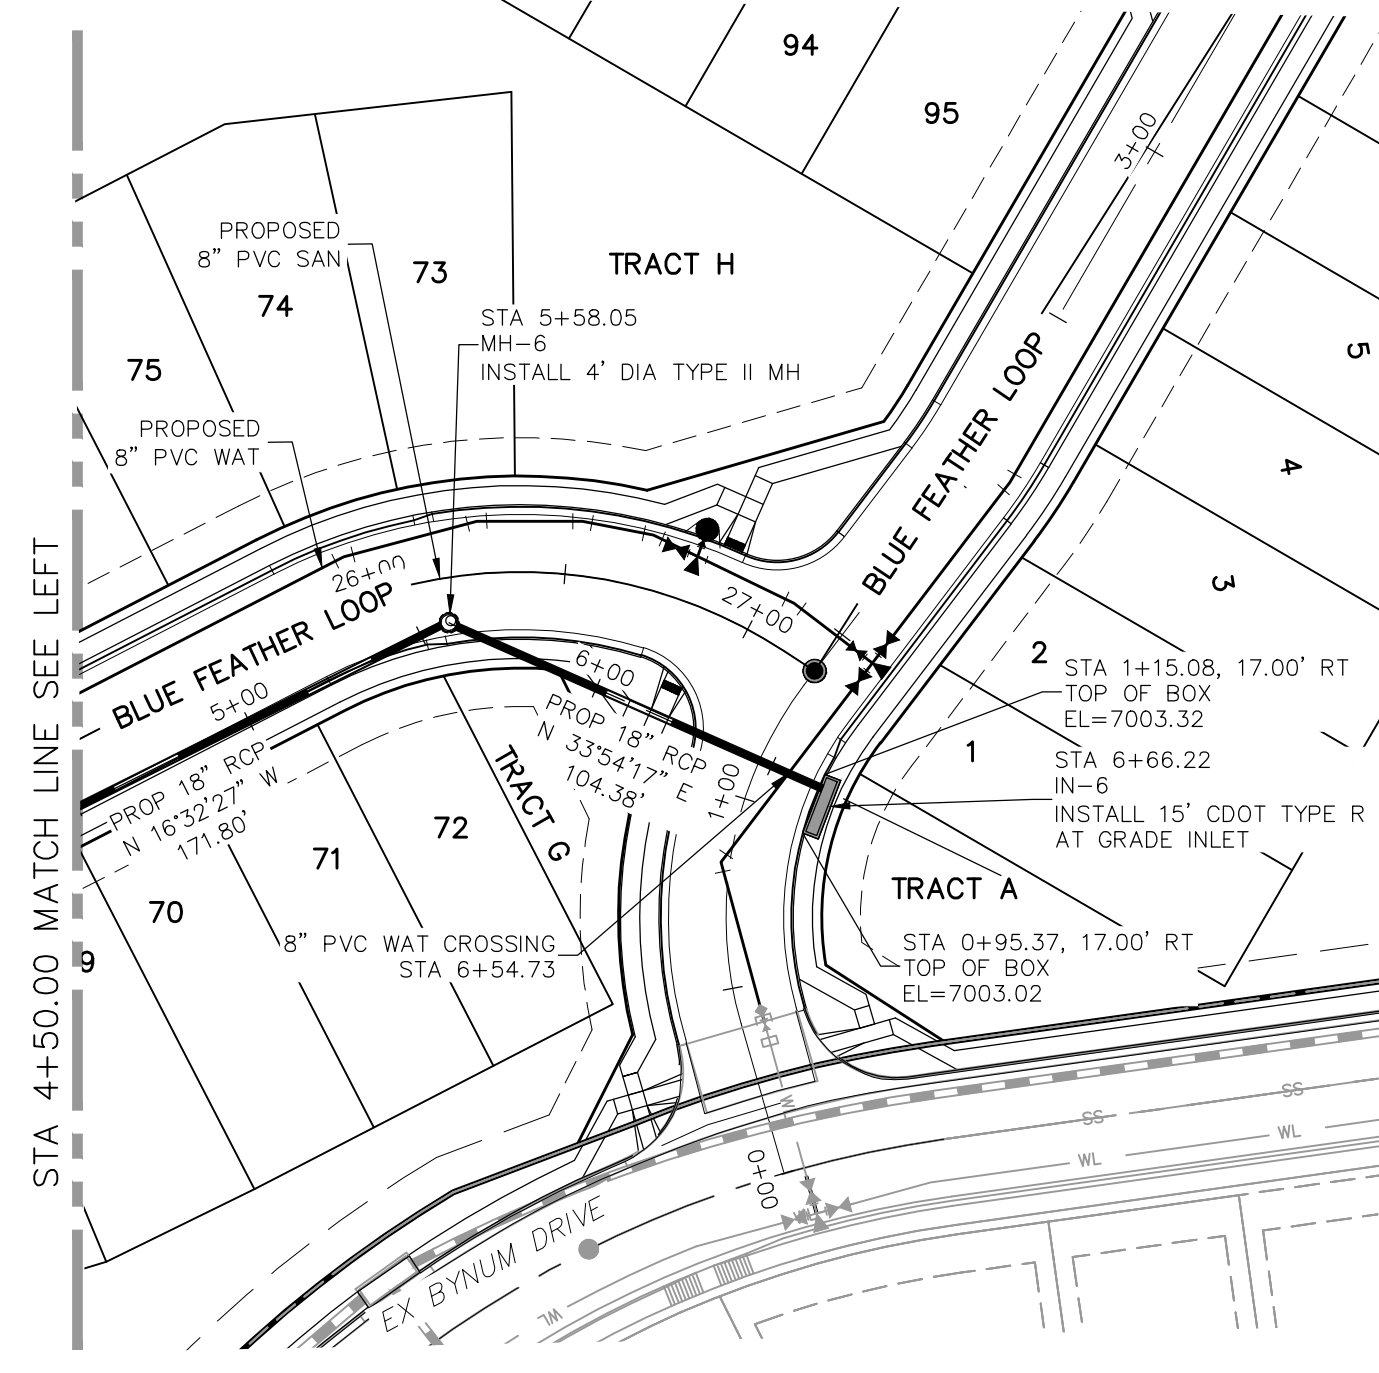 94
95
3+00
PROPOSED
8” PVC SAN
73
TRACT H
74
STA 5+58.05
MH-6
INSTALL 4’ DIA TYPE II MH
75
PROPOSED
8” PVC WAT
BLUE FEATHER LOOP
5
4
3
2
1
26+00
27+00
BLUE FEATHER LOOP
5+00
6+00
1+00
PROP 18” RCP
N 16°32’27” W
171.80’
PROP 18” RCP
N 33°54’17” E
104.38’
STA 1+15.08, 17.00’ RT
TOP OF BOX
EL=7003.32
STA 6+66.22
IN-6
INSTALL 15’ CDOT TYPE R
AT GRADE INLET
TRACT G
72
71
70
9
TRACT A
8” PVC WAT CROSSING
STA 6+54.73
STA 0+95.37, 17.00’ RT
TOP OF BOX
EL=7003.02
STA 4+50.00 MATCH LINE SEE LEFT
W
SS
SS
WL
WL
0+00
EX BYNUM DRIVE
WL